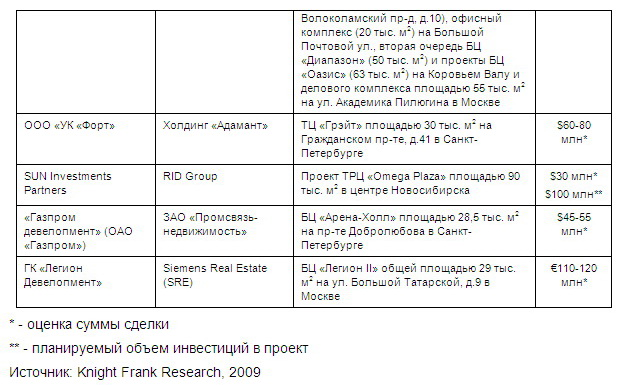 Волоколамский пр-д, д.10), офисный
комплекс (20 тыс. м² на Большой
Почтовой ул., вторая очередь БЦ
«Диапазон» (50 тыс. м²) и проекты БЦ
«Оазис» (63 тыс. м²) на Коровьем Валу и
делового комплекса площадью 55 тыс. м²
на ул. Академика Пилюгина в Москве
ООО «УК «Форт»
Холдинг «Адамант»
ТЦ «Грэйт» площадью 30 тыс. м² на
Гражданском пр-те, д.41 в Санкт-
Петербурге
$60-80
млн*
SUN Investments
Partners
RID Group
Проект ТРЦ «Omega Plaza» площадью 90
тыс. м² в центре Новосибирска
$30 млн*
$100 млн**
«Газпром
девелопмент» (ОАО
«Газпром»)
ЗАО «Промсвязь-
недвижимость»
БЦ «Арена-Холл» площадью 28,5 тыс. м²
на пр-те Добролюбова в Санкт-
Петербурге
$45-55
млн*
ГК «Легион
Девелопмент»
Siemens Real Estate
(SRE)
БЦ «Легион II» общей площадью 29 тыс.
м² на ул. Большой Татарской, д.9 в
Москве
€110-120
млн*
* - оценка суммы сделки
** - планируемый объем инвестиций в проект
Источник: Knight Frank Research, 2009